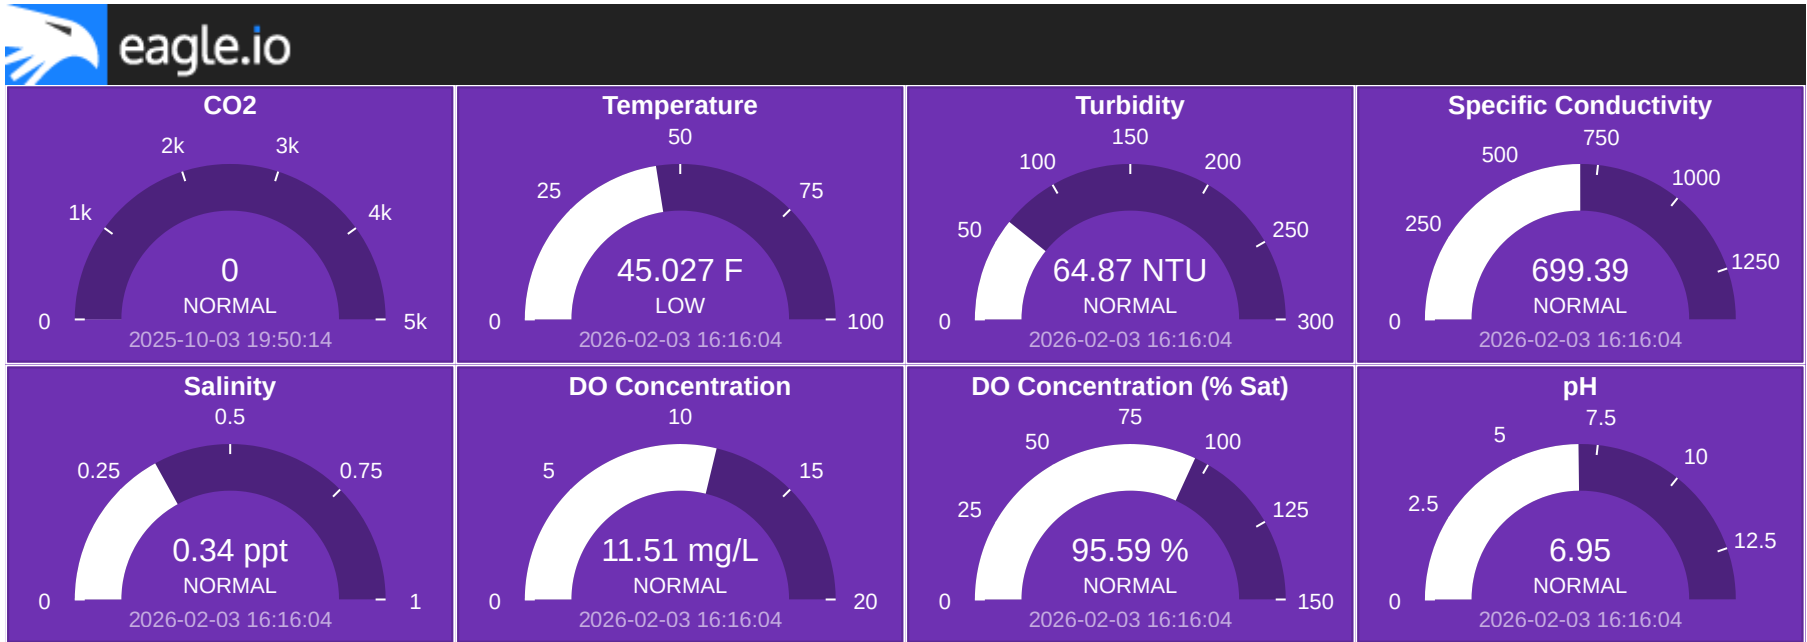 eagle.io
CO2
2k 3k
1k 4k
0
NORMAL
0 5k
2025-10-03 19:50:14
Temperature
50
25 75
45.027 F
LOW
0 100
2026-02-03 16:16:04
Turbidity
150
100 200
50 250
64.87 NTU
NORMAL
0 300
2026-02-03 16:16:04
Specific Conductivity
750
500
1000
250
1250
699.39
NORMAL
0
2026-02-03 16:16:04
Salinity
0.5
0.25 0.75
0.34 ppt
NORMAL
0 1
2026-02-03 16:16:04
DO Concentration
10
5 15
11.51 mg/L
NORMAL
0 20
2026-02-03 16:16:04
DO Concentration (% Sat)
75
50 100
25 125
95.59 %
NORMAL
0 150
2026-02-03 16:16:04
pH
7.5
5
10
2.5
12.5
6.95
NORMAL
0
2026-02-03 16:16:04